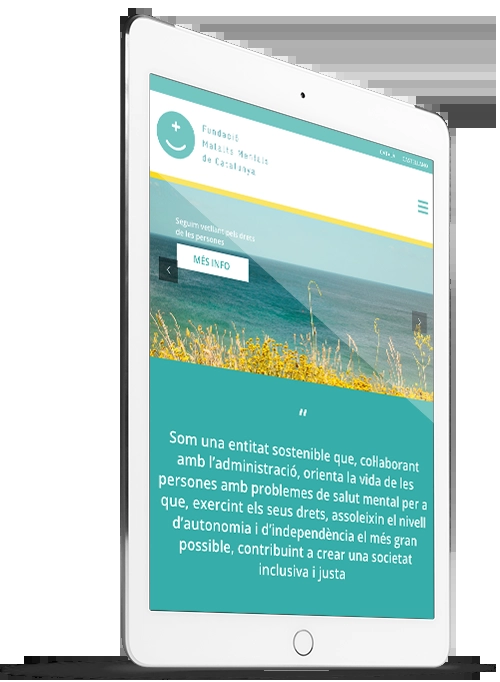 CATALÀ CASTELLANO
Fundació
Malalts Mentals
de Catalunya
Seguim vetllant pels drets
de les persones
MÉS INFO
“
Som una entitat sostenible que, col·laborant
amb l’administració, orienta la vida de les
persones amb problemes de salut mental per a
que, exercint els seus drets, assoleixin el nivell
d’autonomia i d’independència el més gran
possible, contribuint a crear una societat
inclusiva i justa